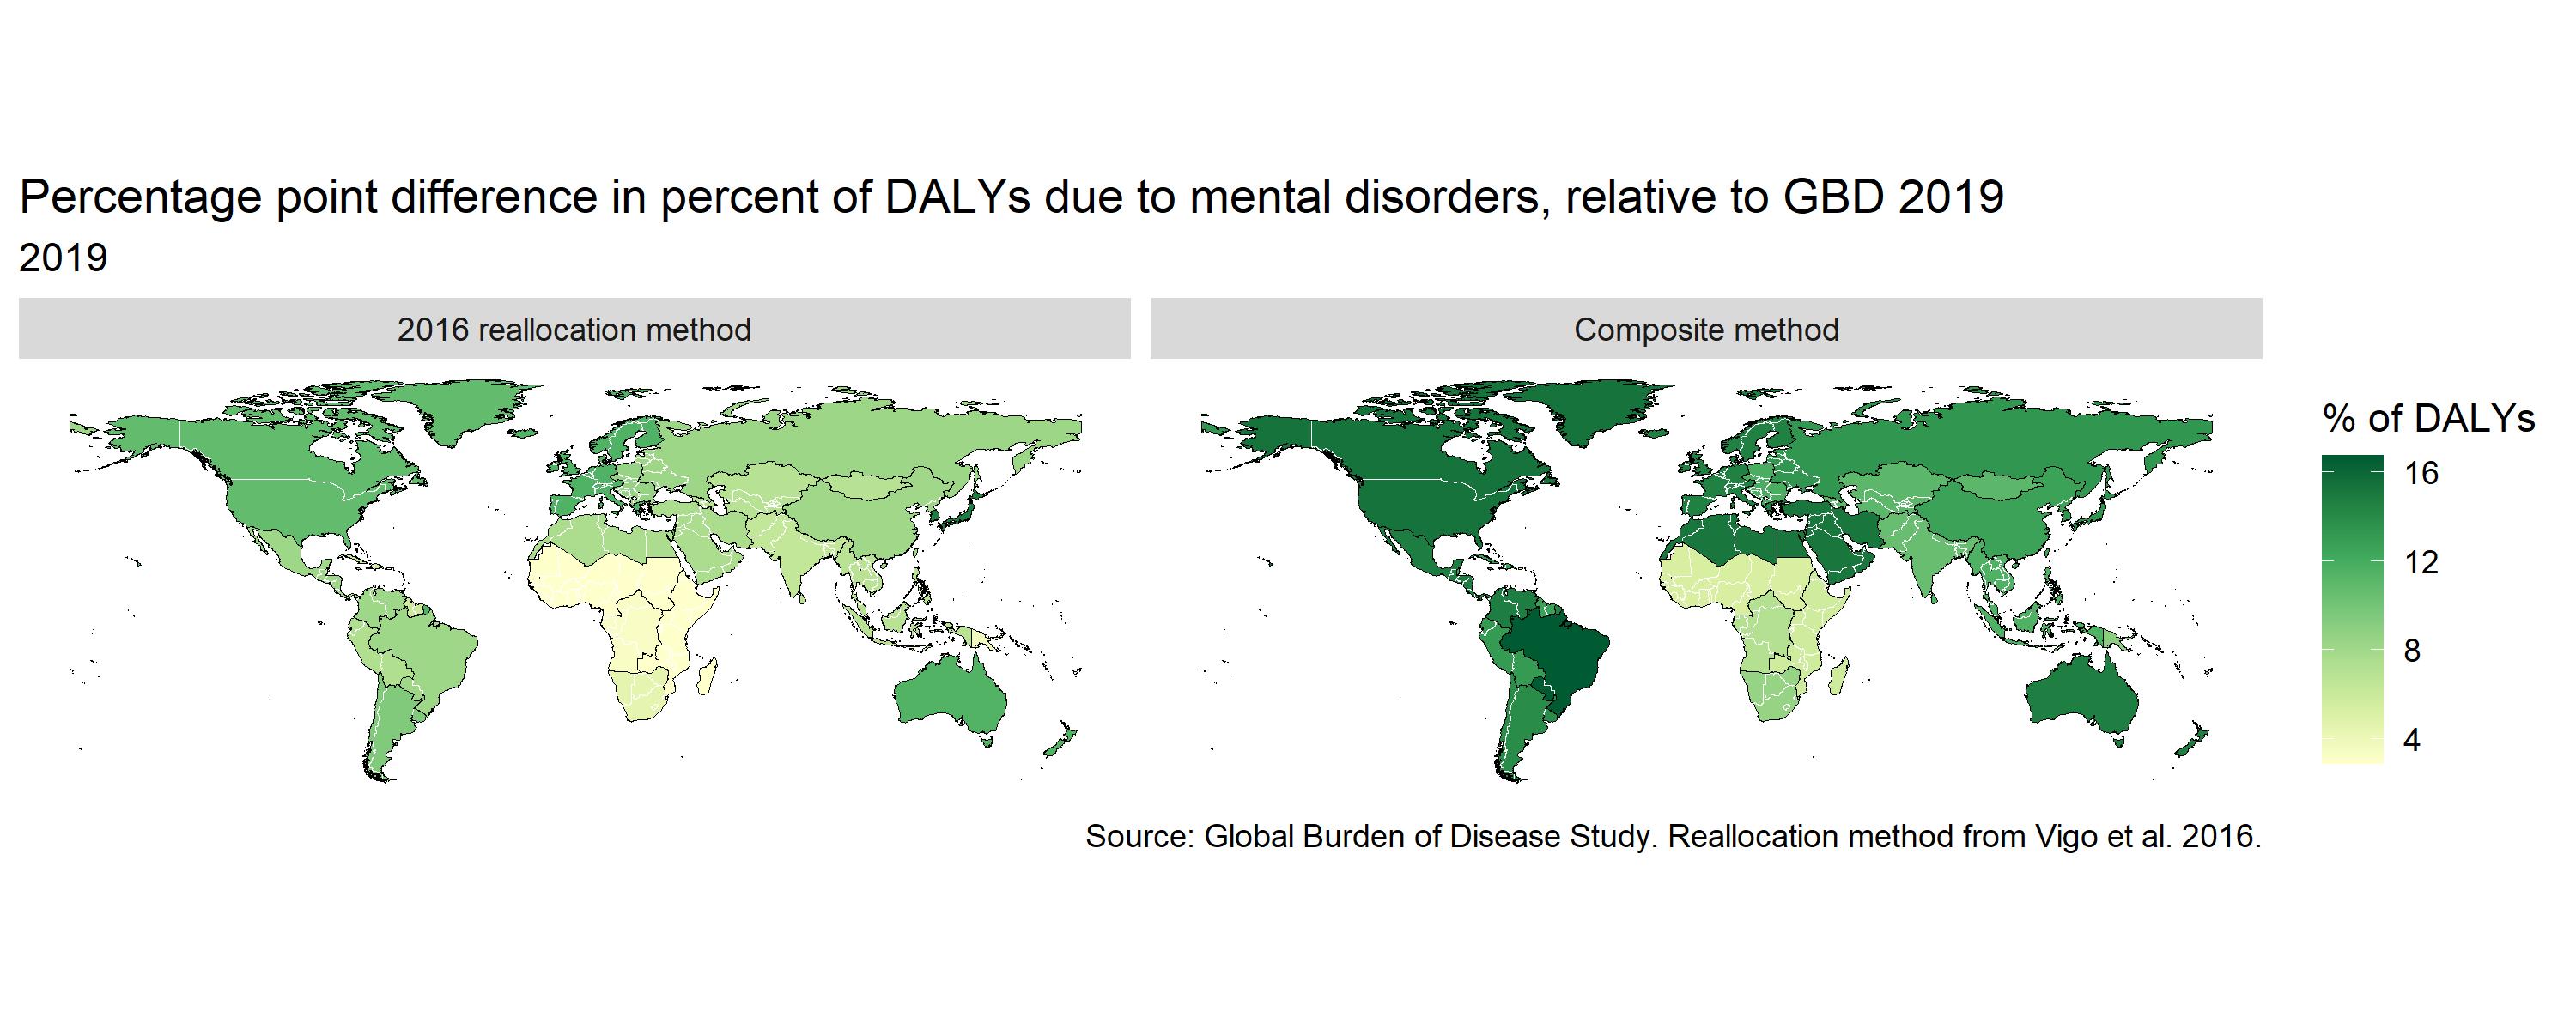 Percentage point difference in percent of DALYs due to mental disorders, relative to GBD 2019
2019
2016 reallocation method
Composite method
% of DALYs
16
12
8
4
Source: Global Burden of Disease Study. Reallocation method from Vigo et al. 2016.